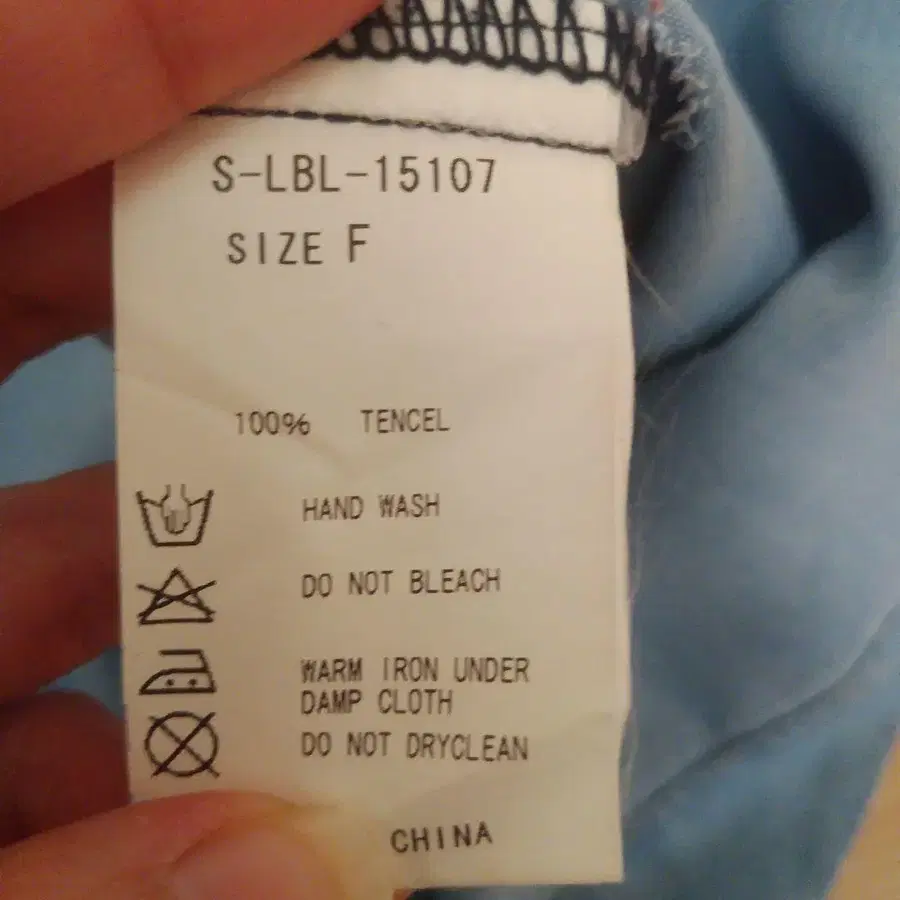 S-LBL-15107
SIZE F
100% TENCEL
HAND WASH
DO NOT BLEACH
WARM IRON UNDER
DAMP CLOTH
DO NOT DRYCLEAN
CHINA